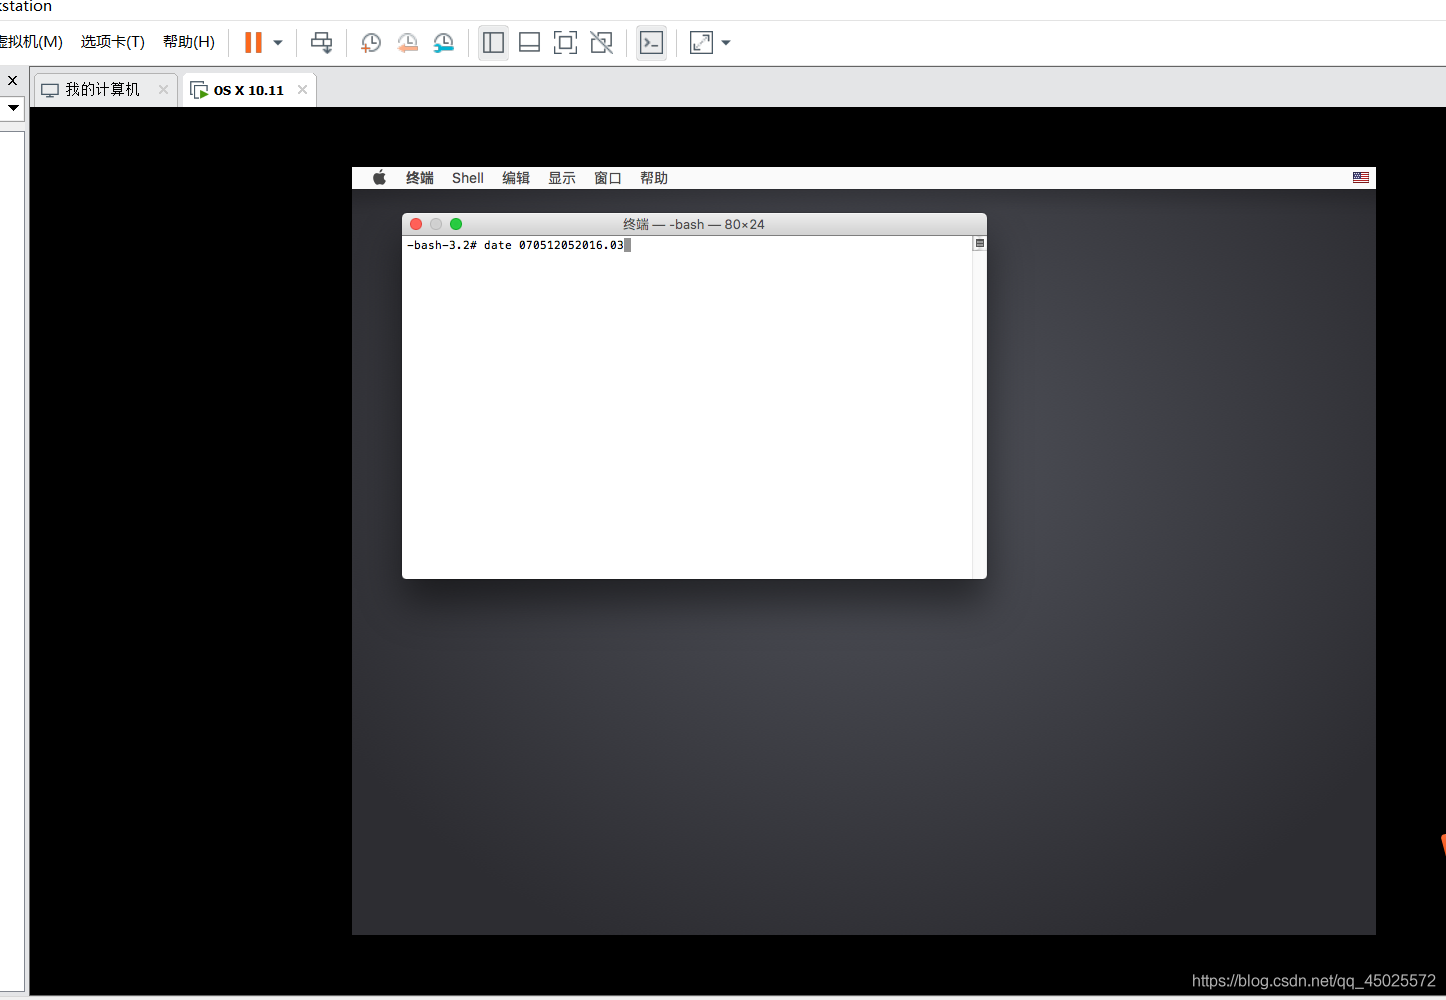 station
虚拟机(M) 选项卡(T) 帮助(H)
我的计算机 OS X 10.11
终端 Shell 编辑 显示 窗口 帮助
终端 — -bash — 80×24
-bash-3.2# date 070512052016.03
https://blog.csdn.net/qq_45025572